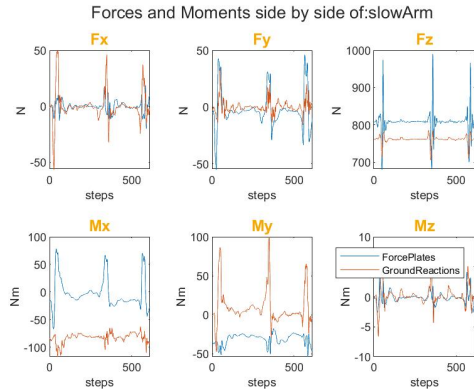 Forces and Moments side by side of:slowArm
Fx
Fy
Fz
50
0
-50
N
0
500
steps
50
0
-50
N
0
500
steps
1000
900
800
700
N
0
500
steps
Mx
My
Mz
100
50
0
-50
-100
Nm
0
500
steps
100
50
0
-50
Nm
0
500
steps
10
5
0
-5
-10
Nm
0
500
steps
ForcePlates
GroundReactions